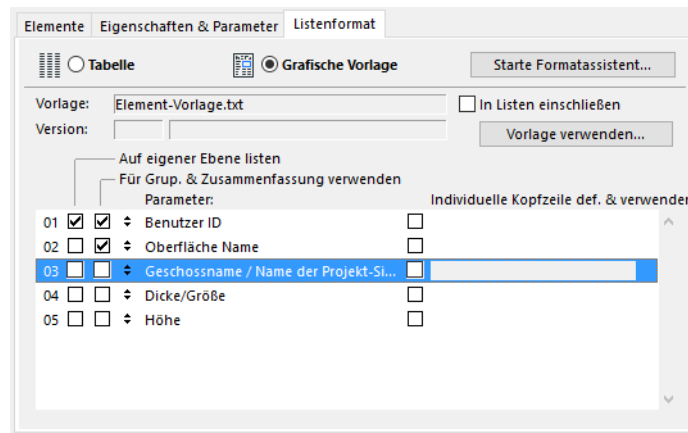 Elemente Eigenschaften & Parameter Listenformat
Tabelle Grafische Vorlage Starte Formatassistent...
Vorlage: Element-Vorlage.txt In Listen einschließen
Version: Vorlage verwenden...
Auf eigener Ebene listen
Für Grup. & Zusammenfassung verwenden
Parameter: Individuelle Kopfzeile def. & verwenden
01 Benutzer ID
02 Oberfläche Name
03 Geschossname / Name der Projekt-Si...
04 Dicke/Größe
05 Höhe